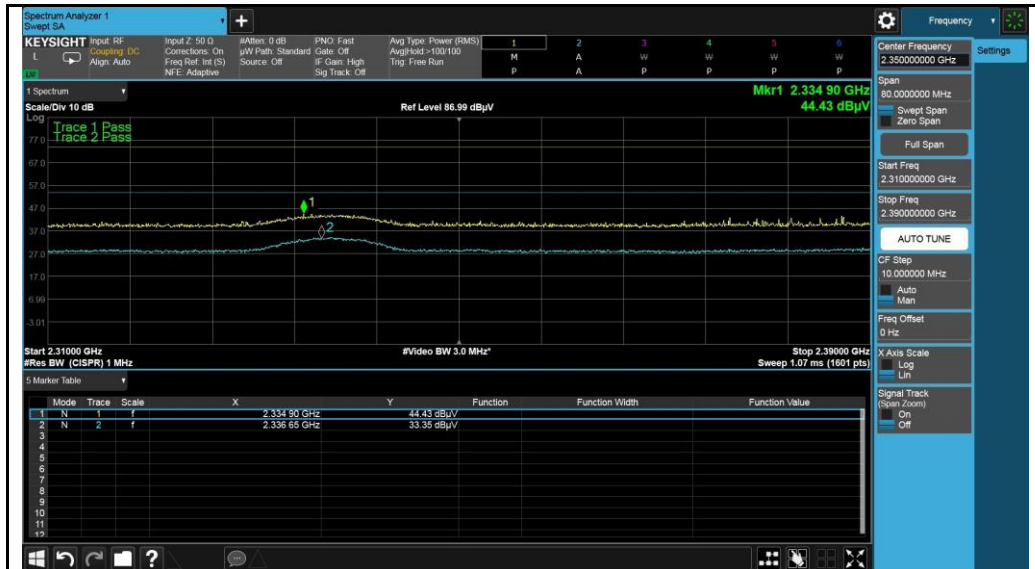 Spectrum Analyzer 1
Swept SA
+
Frequency
KEYSIGHT
L
Input: RF
Coupling: DC
Align: Auto
Input Z: 50 Ω
Corrections: On
Freq Ref: Int (S)
NFE: Adaptive
#Atten: 0 dB
µW Path: Standard
Source: Off
PNO: Fast
Gate: Off
IF Gain: High
Sig Track: Off
Avg Type: Power (RMS)
Avg|Hold:>100/100
Trig: Free Run
1 2 3 4 5 6
M A W W W W
P A P P P P
1 Spectrum
Scale/Div 10 dB
Ref Level 86.99 dBµV
Mkr1 2.334 90 GHz
44.43 dBµV
Log
Trace 1 Pass
Trace 2 Pass
77.0
67.0
57.0
47.0
37.0
27.0
17.0
6.99
-3.01
1
2
Start 2.31000 GHz
#Video BW 3.0 MHz*
Stop 2.39000 GHz
#Res BW (CISPR) 1 MHz
Sweep 1.07 ms (1601 pts)
5 Marker Table
Mode Trace Scale X Y Function Function Width Function Value
1 N 1 f 2.334 90 GHz 44.43 dBµV
2 N 2 f 2.336 65 GHz 33.35 dBµV
3
4
5
6
7
8
9
10
11
12
?
Center Frequency
2.350000000 GHz
Settings
Span
80.0000000 MHz
Swept Span
Zero Span
Full Span
Start Freq
2.310000000 GHz
Stop Freq
2.390000000 GHz
AUTO TUNE
CF Step
10.000000 MHz
Auto
Man
Freq Offset
0 Hz
X Axis Scale
Log
Lin
Signal Track
(Span Zoom)
On
Off